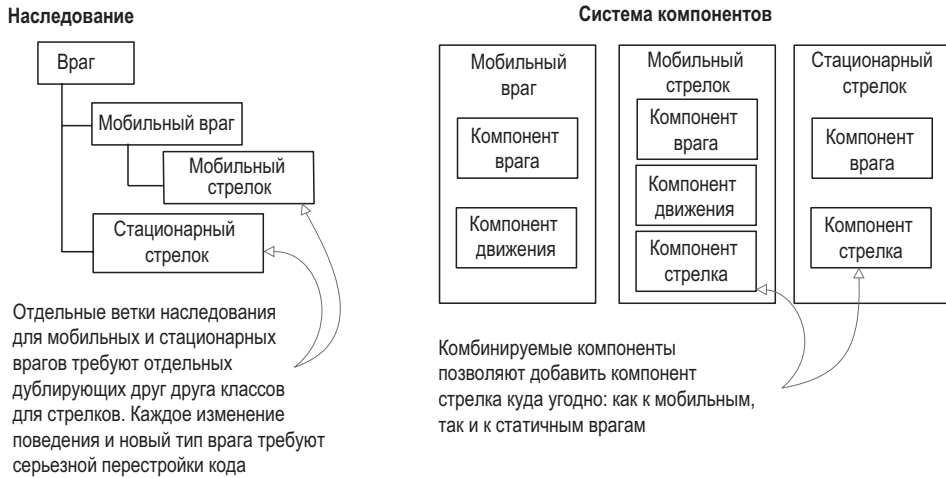 Наследование
Враг
Мобильный враг
Мобильный
стрелок
Стационарный
стрелок
Отдельные ветки наследования
для мобильных и стационарных
врагов требуют отдельных
дублирующих друг друга классов
для стрелков. Каждое изменение
поведения и новый тип врага требуют
серьезной перестройки кода
Система компонентов
Мобильный
враг
Компонент
врага
Компонент
движения
Мобильный
стрелок
Компонент
врага
Компонент
движения
Компонент
стрелка
Стационарный
стрелок
Компонент
врага
Компонент
стрелка
Комбинируемые компоненты
позволяют добавить компонент
стрелка куда угодно: как к мобильным,
так и к статичным врагам